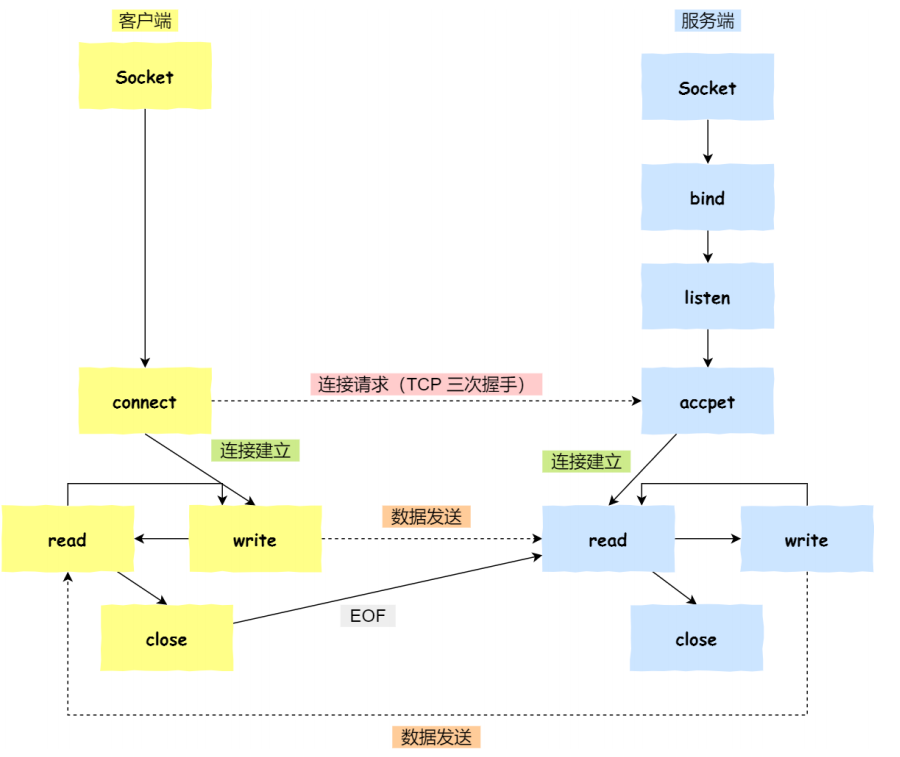 客户端
服务端
Socket
Socket
bind
listen
连接请求（TCP 三次握手）
connect
accpet
连接建立
连接建立
数据发送
read
write
read
write
EOF
close
close
数据发送